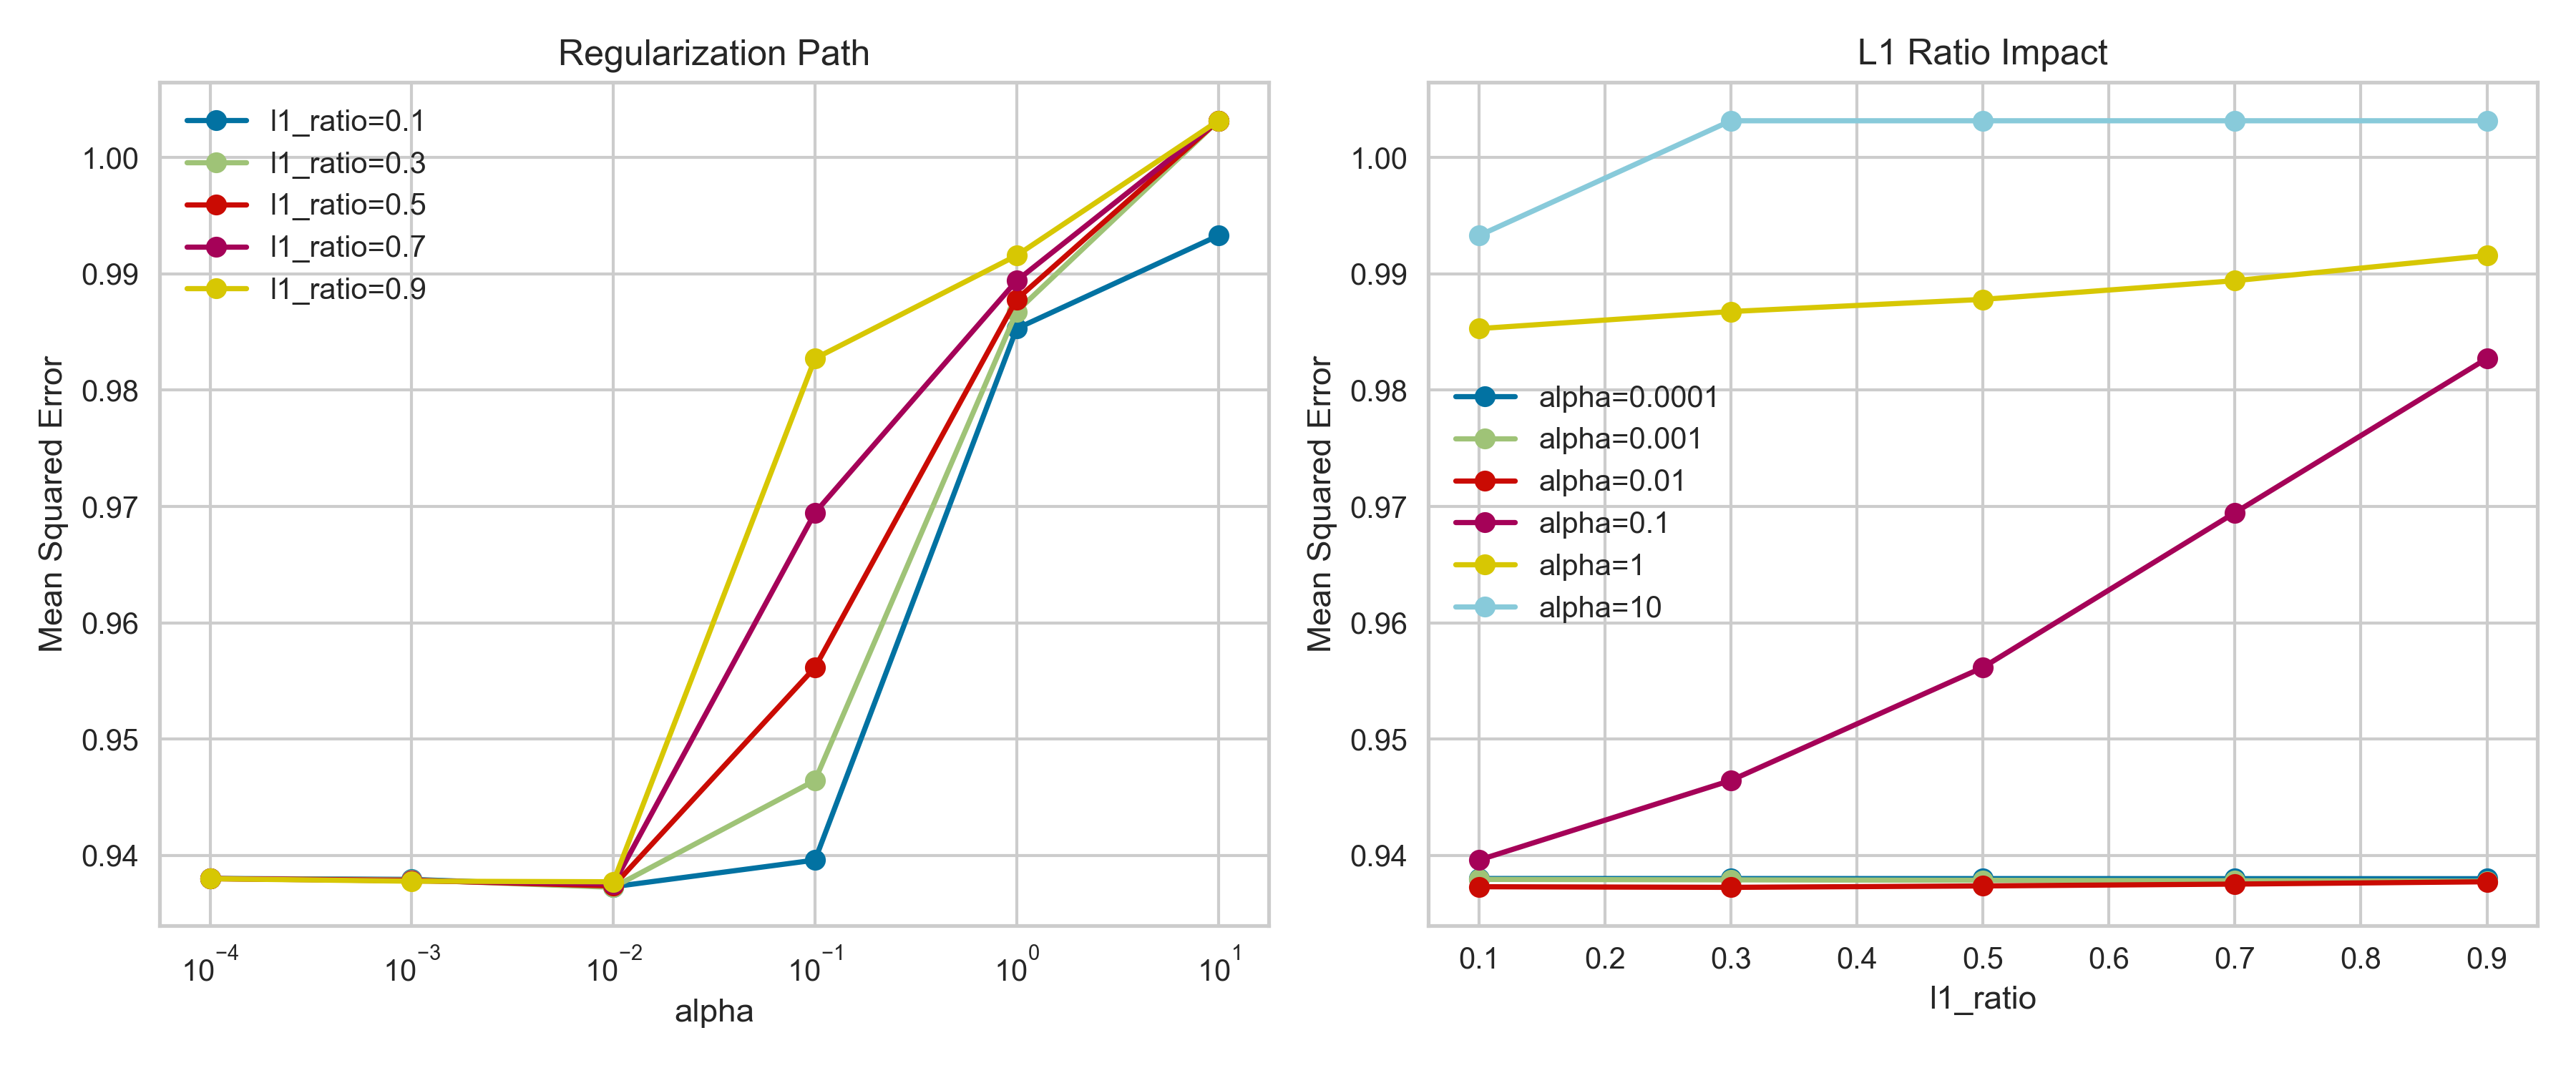 Regularization Path
l1_ratio=0.1
l1_ratio=0.3
l1_ratio=0.5
l1_ratio=0.7
l1_ratio=0.9
Mean Squared Error
1.00
0.99
0.98
0.97
0.96
0.95
0.94
10⁻⁴ 10⁻³ 10⁻² 10⁻¹ 10⁰ 10¹
alpha
L1 Ratio Impact
alpha=0.0001
alpha=0.001
alpha=0.01
alpha=0.1
alpha=1
alpha=10
Mean Squared Error
1.00
0.99
0.98
0.97
0.96
0.95
0.94
0.1 0.2 0.3 0.4 0.5 0.6 0.7 0.8 0.9
l1_ratio